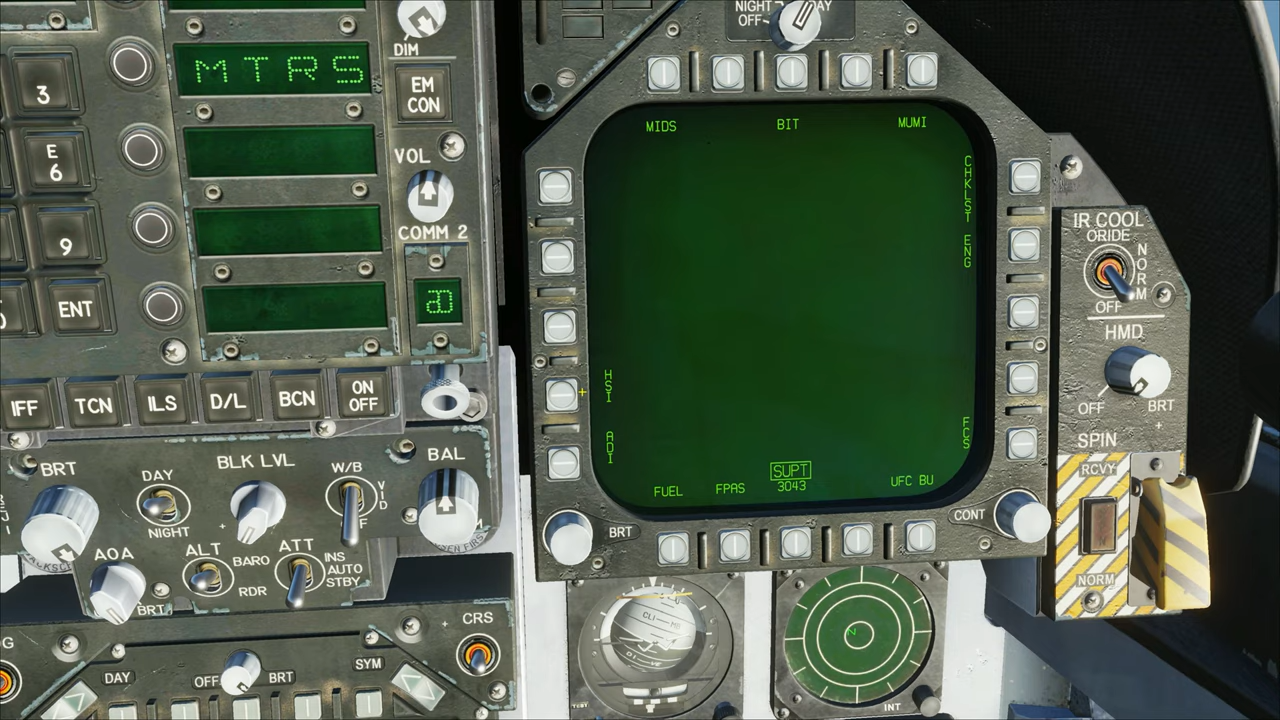 NIGHT DAY
OFF
DIM
MTRS
3
EM
CON
MIDS
BIT
MUMI
E
6
VOL
CHKLST
9
COMM 2
ENG
IR COOL
ORIDE
NORM
OFF
ENT
HMD
HSI
IFF
TCN
ILS
D/L
BCN
ON
OFF
OFF
BRT
ADI
FCS
SPIN
BRT
DAY
BLK LVL
W/B
BAL
SUPT
RCVY
VID
FUEL
FPAS
3043
UFC BU
NIGHT
F
BRT
CONT
AOA
ALT
BARO
ATT
INS
AUTO
RDR
STBY
BRT
NORM
CLI
CRS
N
DAY
OFF
BRT
SYM
INT